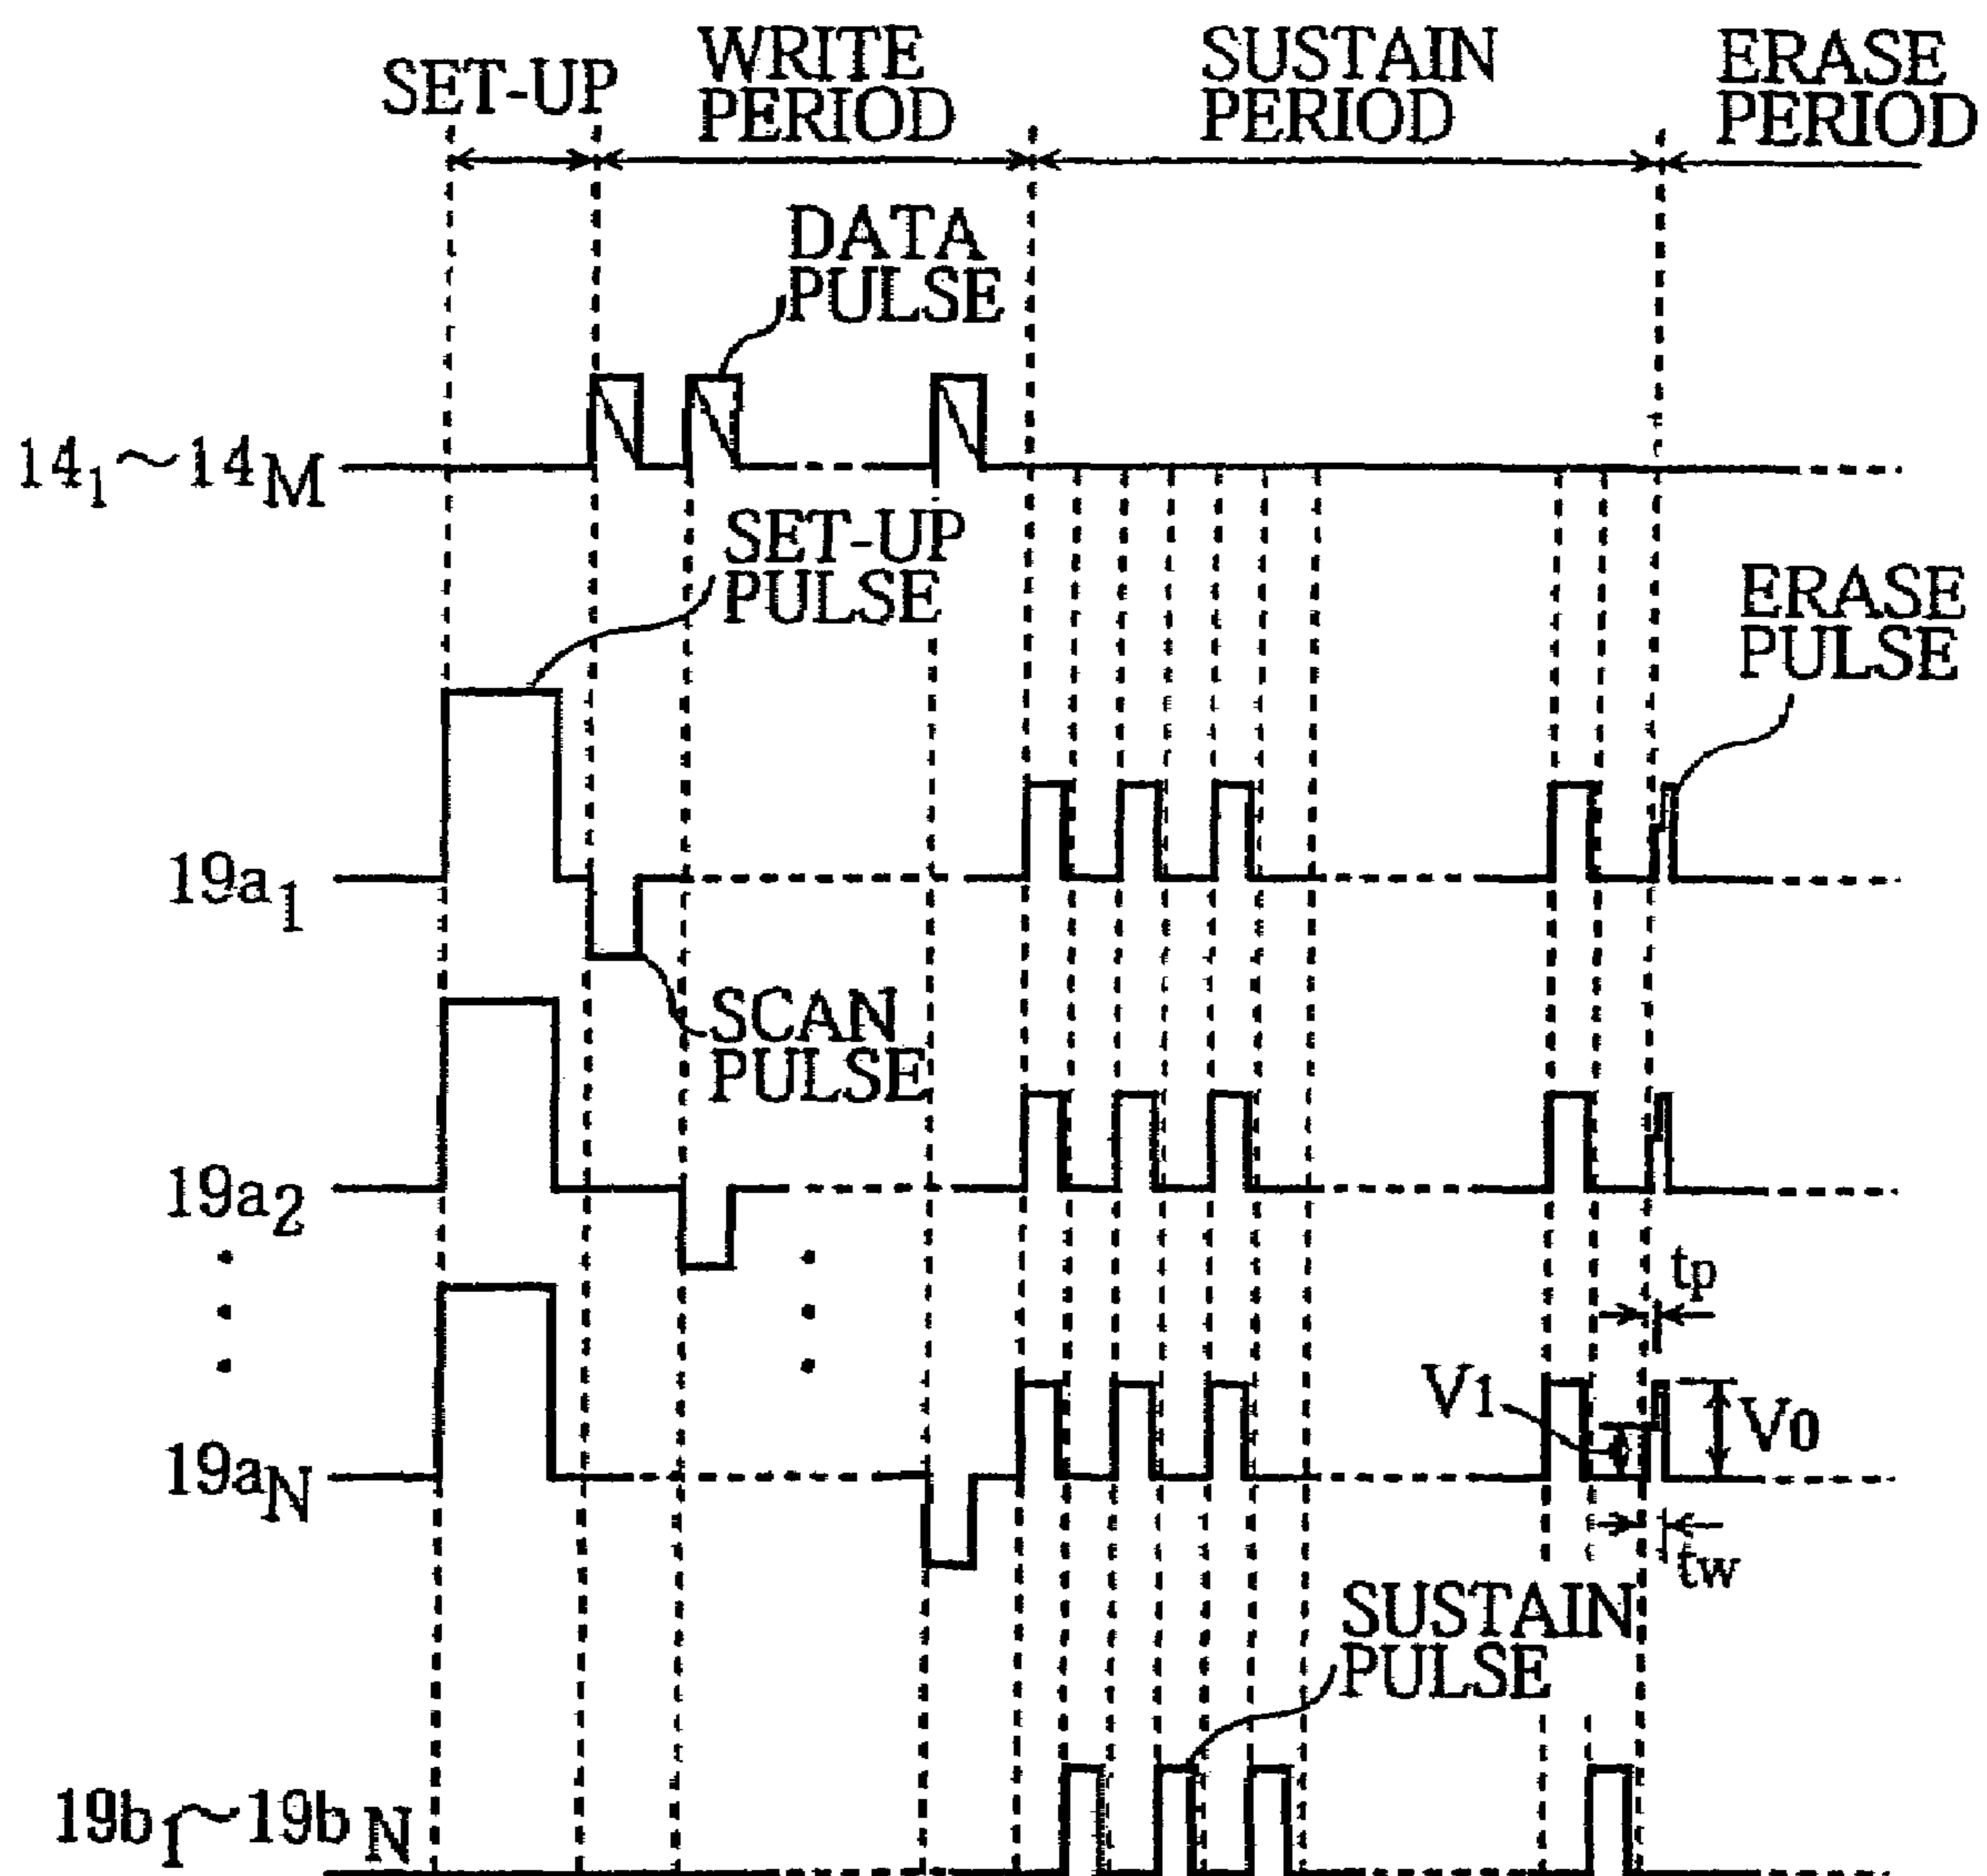 SET-UP
WRITE
PERIOD
SUSTAIN
PERIOD
ERASE
PERIOD
DATA
PULSE
14₁~14M
SET-UP
PULSE
ERASE
PULSE
19a₁
SCAN
PULSE
19a₂
tp
V1
V0
19aN
tw
SUSTAIN
PULSE
19b₁~19bN